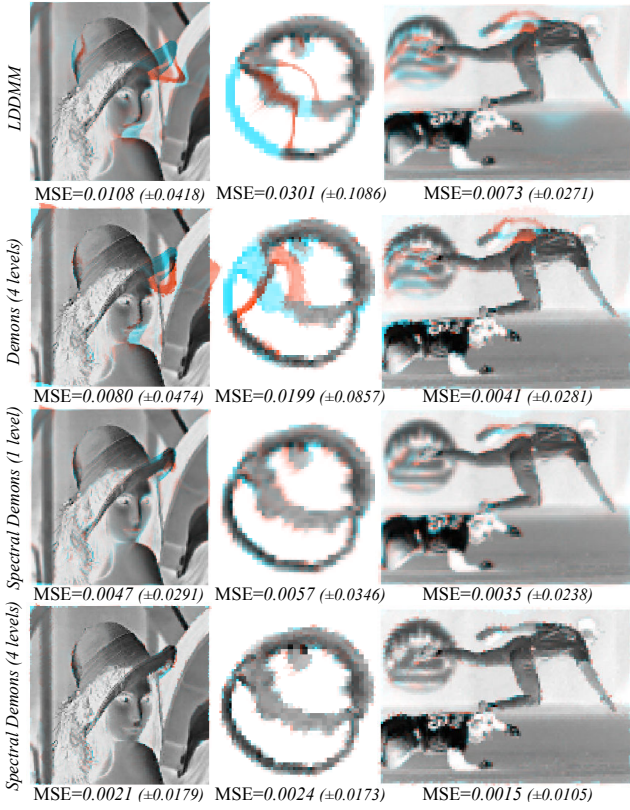 LDDMM
MSE=0.0108 (±0.0418) MSE=0.0301 (±0.1086) MSE=0.0073 (±0.0271)
Demons (4 levels)
MSE=0.0080 (±0.0474) MSE=0.0199 (±0.0857) MSE=0.0041 (±0.0281)
Spectral Demons (1 level)
MSE=0.0047 (±0.0291) MSE=0.0057 (±0.0346) MSE=0.0035 (±0.0238)
Spectral Demons (4 levels)
MSE=0.0021 (±0.0179) MSE=0.0024 (±0.0173) MSE=0.0015 (±0.0105)